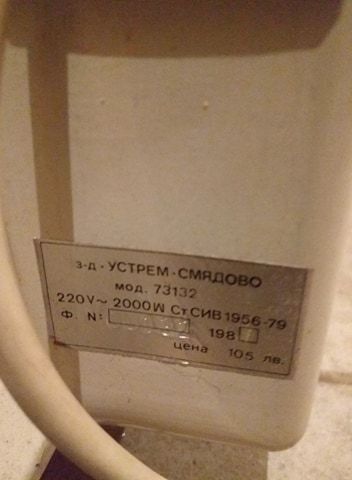 з-д · УСТРЕМ · СМЯДОВО
мод. 73132
220V~ 2000W Ст СИВ 1956-79
Ф. N:
198
цена 105 лв.